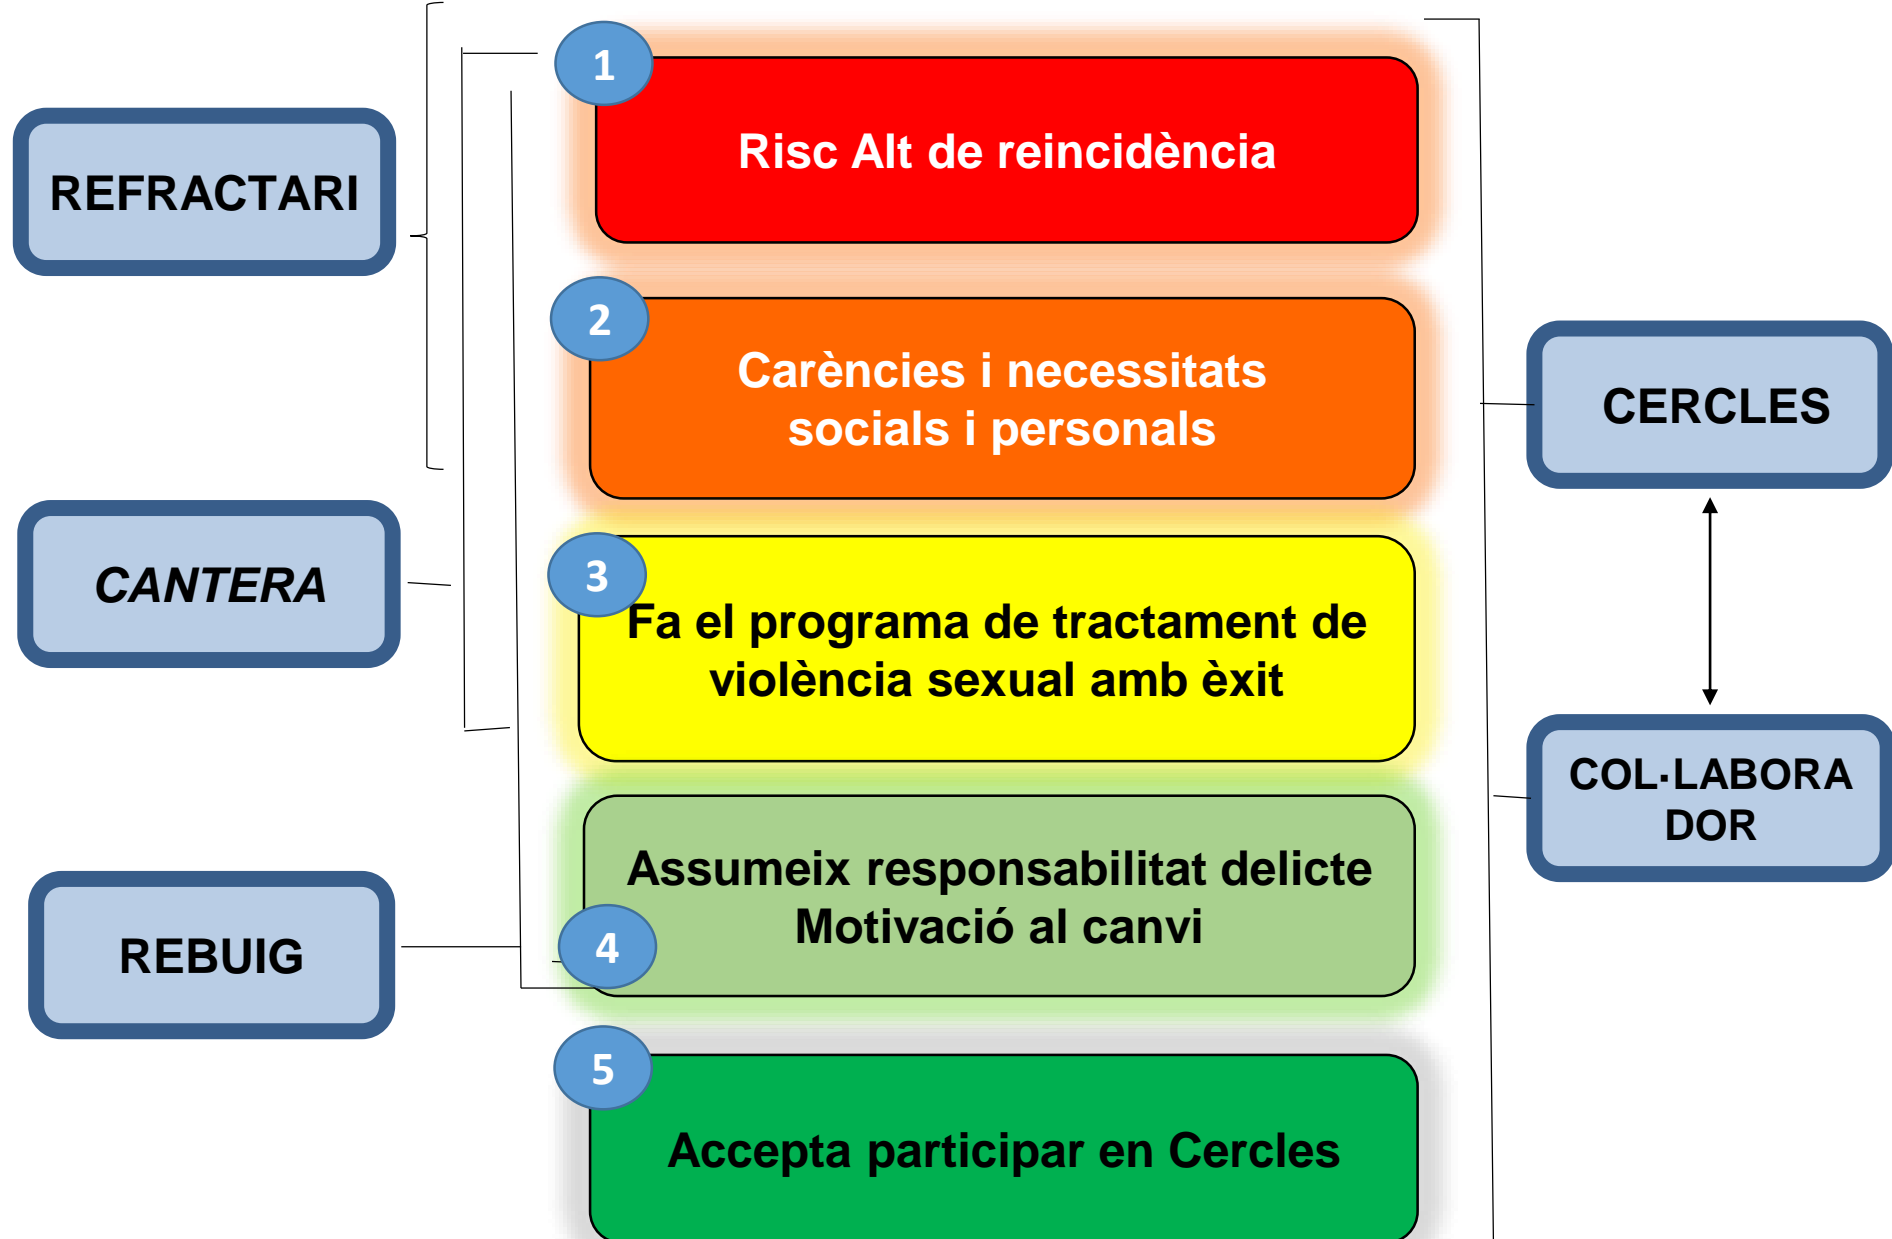 1
Risc Alt de reincidència
REFRACTARI
2
Carències i necessitats
socials i personals
CERCLES
3
Fa el programa de tractament de
violència sexual amb èxit
CANTERA
COL·LABORA
DOR
Assumeix responsabilitat delicte
Motivació al canvi
4
REBUIG
5
Accepta participar en Cercles